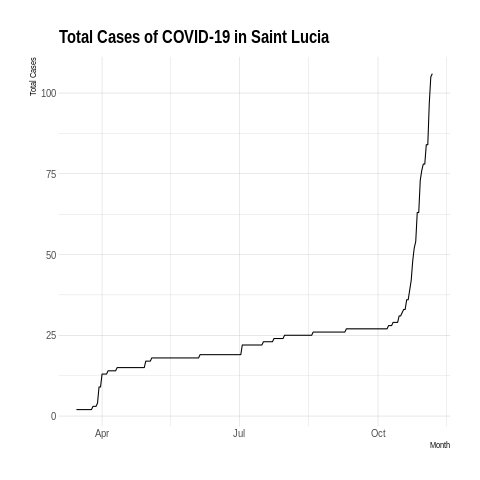 Total Cases of COVID-19 in Saint Lucia
Total Cases
100
75
50
25
0
Apr
Jul
Oct
Month